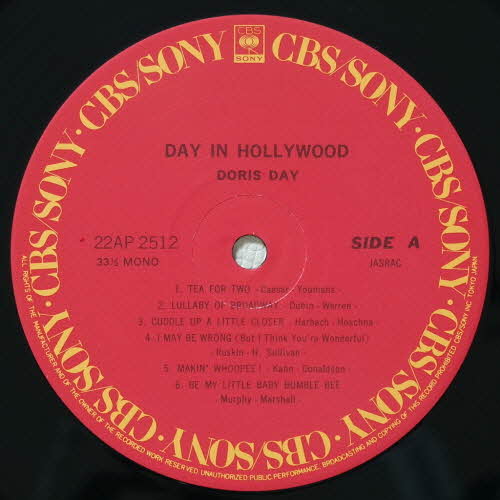 CBS
SONY
CBS/SONY · CBS/SONY · CBS/SONY · CBS/SONY · CBS/SONY · CBS/SONY · CBS/SONY
DAY IN HOLLYWOOD
DORIS DAY
22AP 2512
33⅓ MONO
SIDE A
JASRAC
1. TEA FOR TWO - Caesar - Youmans -
2. LULLABY OF BROADWAY - Dubin - Warren -
3. CUDDLE UP A LITTLE CLOSER - Harbach - Hoschna
4. I MAY BE WRONG (But I Think You're Wonderful)
- Ruskin - H. Sullivan -
5. MAKIN' WHOOPEE! - Kahn - Donaldson -
6. BE MY LITTLE BABY BUMBLE BEE
- Murphy - Marshall -
ALL RIGHTS OF THE MANUFACTURER AND OF THE OWNER OF THE RECORDED WORK RESERVED. UNAUTHORIZED PUBLIC PERFORMANCE, BROADCASTING AND COPYING OF THIS RECORD PROHIBITED. CBS/SONY INC. TOKYO JAPAN